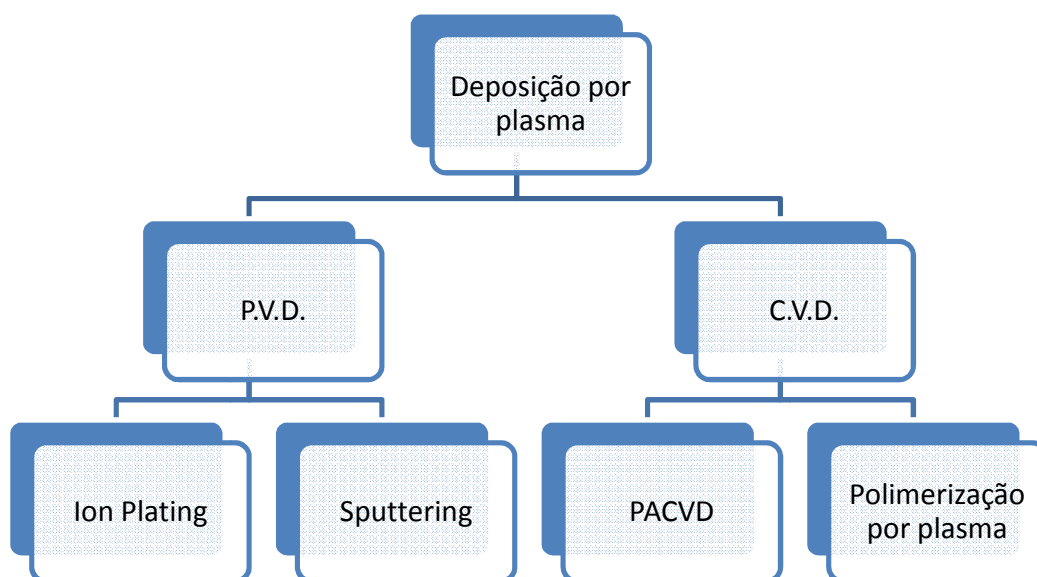 Deposição por
plasma
P.V.D.
C.V.D.
Ion Plating
Sputtering
PACVD
Polimerização
por plasma